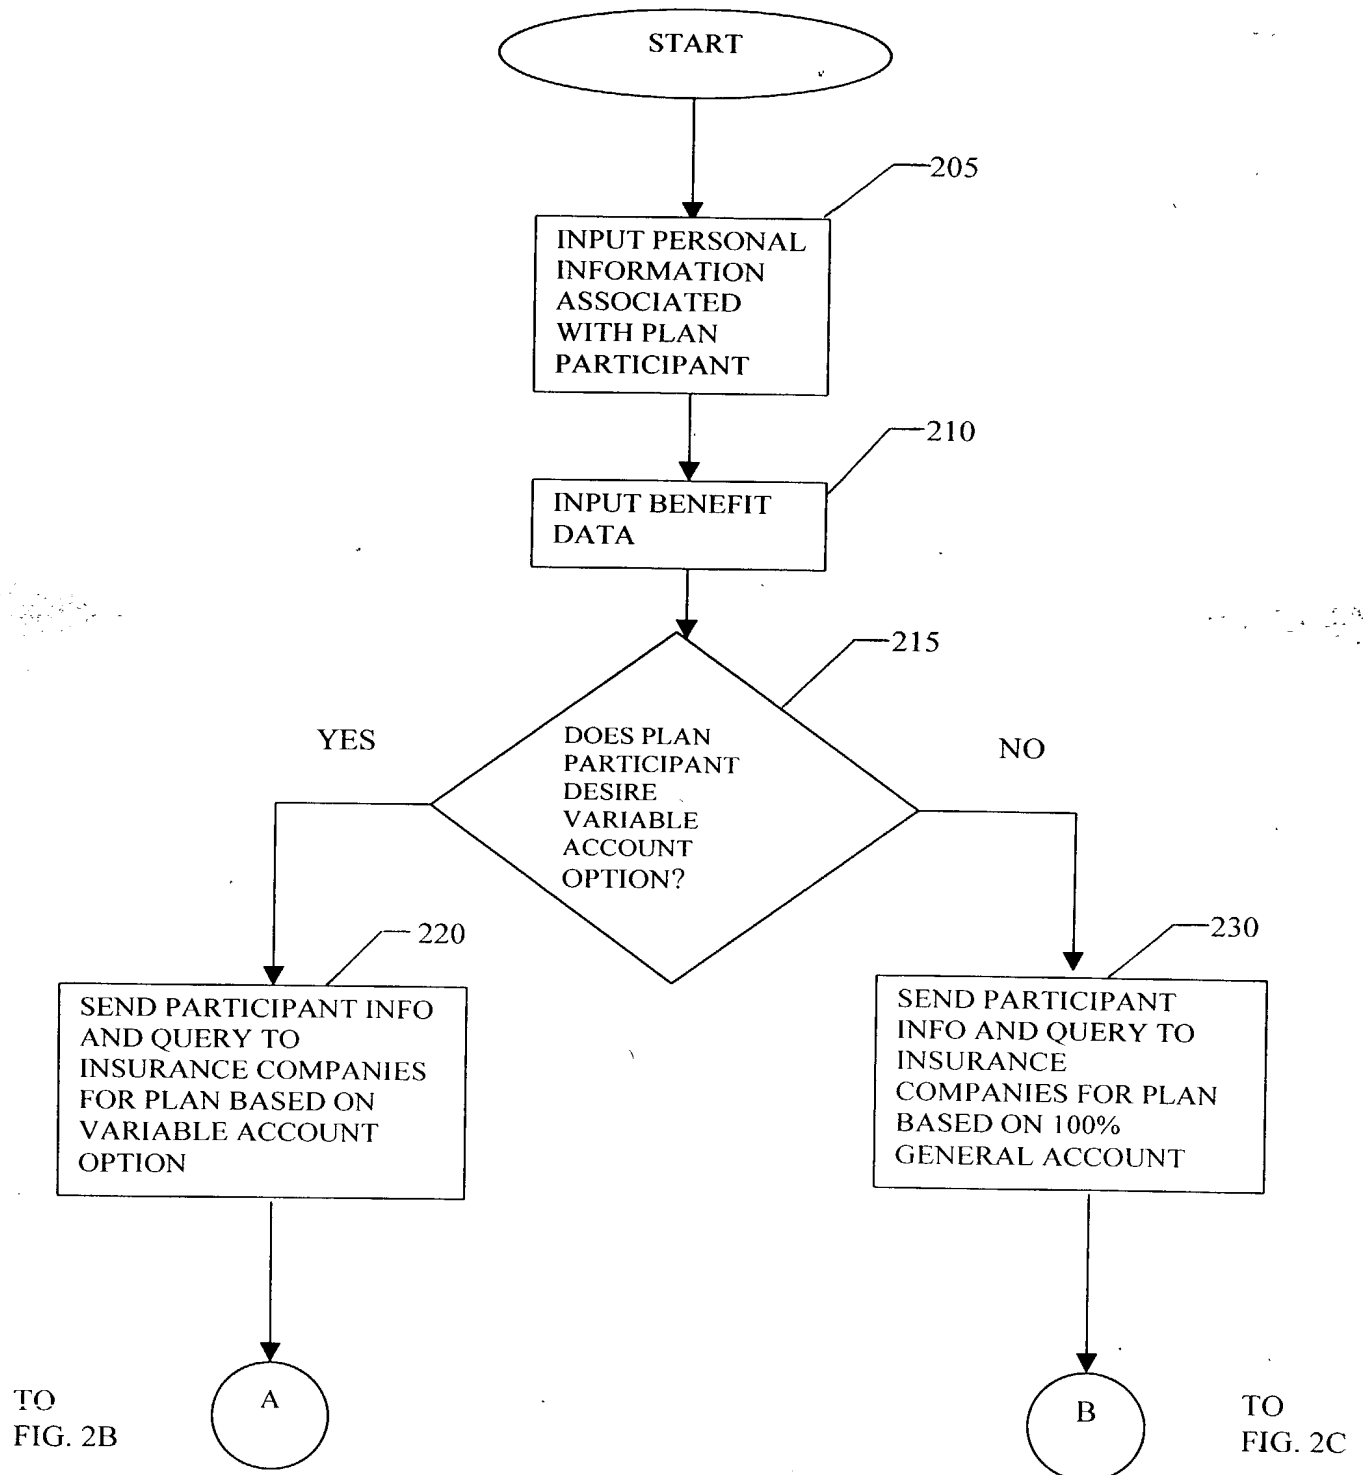 START
205
INPUT PERSONAL
INFORMATION
ASSOCIATED
WITH PLAN
PARTICIPANT
210
INPUT BENEFIT
DATA
215
YES
DOES PLAN
PARTICIPANT
DESIRE
VARIABLE
ACCOUNT
OPTION?
NO
220
SEND PARTICIPANT INFO
AND QUERY TO
INSURANCE COMPANIES
FOR PLAN BASED ON
VARIABLE ACCOUNT
OPTION
230
SEND PARTICIPANT
INFO AND QUERY TO
INSURANCE
COMPANIES FOR PLAN
BASED ON 100%
GENERAL ACCOUNT
TO
FIG. 2B
A
B
TO
FIG. 2C